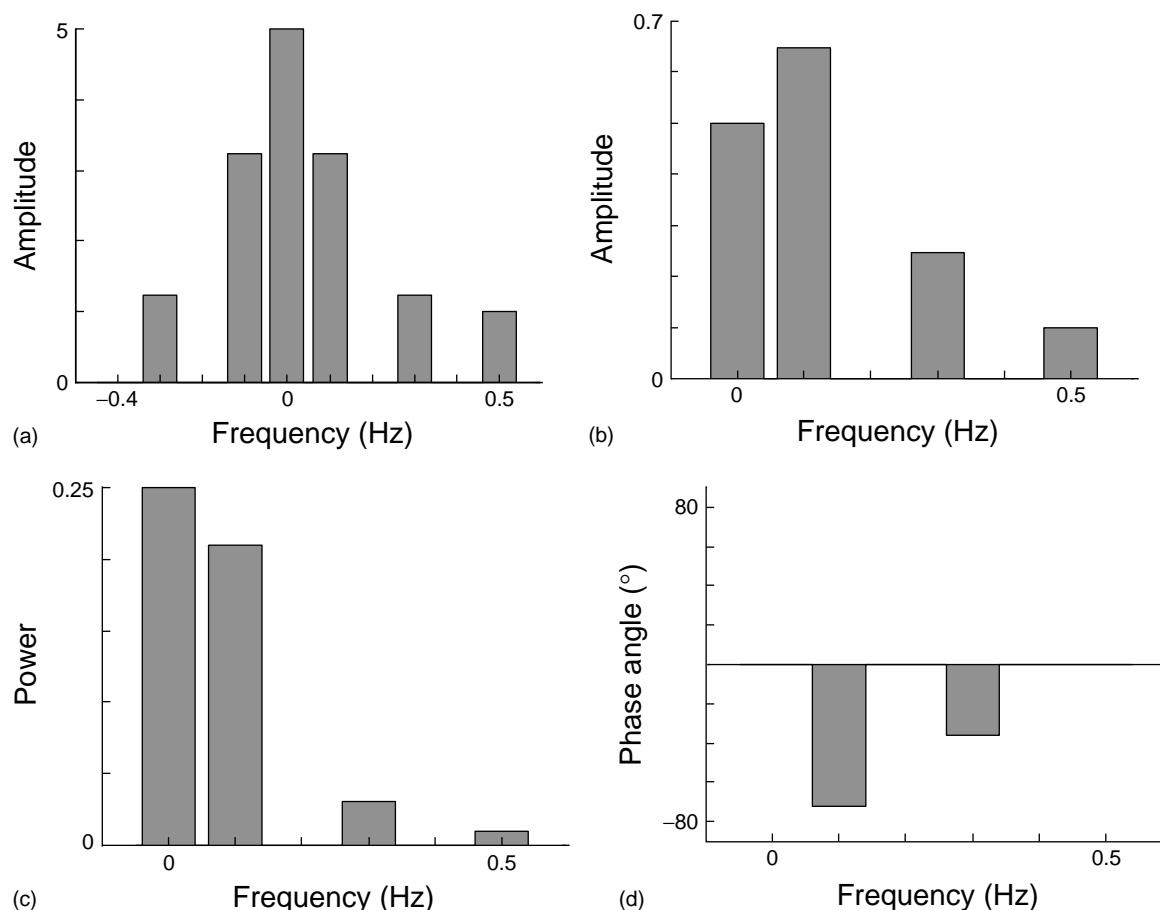 5
Amplitude
0
−0.4
0
0.5
(a)
Frequency (Hz)
0.7
Amplitude
0
0
0.5
(b)
Frequency (Hz)
0.25
Power
0
0
0.5
(c)
Frequency (Hz)
80
Phase angle (°)
−80
0
0.5
(d)
Frequency (Hz)